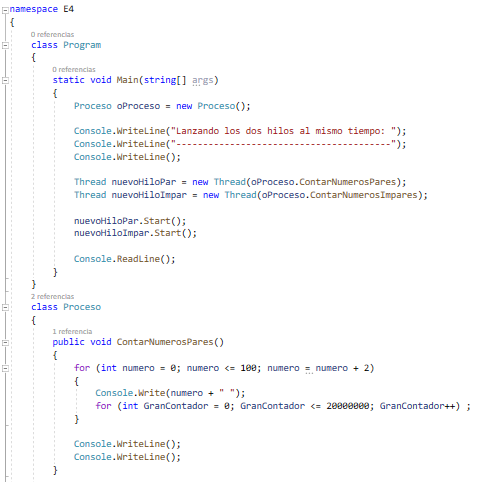 namespace E4
{
0 referencias
class Program
{
0 referencias
static void Main(string[] args)
{
Proceso oProceso = new Proceso();
Console.WriteLine("Lanzando los dos hilos al mismo tiempo: ");
Console.WriteLine("-----------------------------------------");
Console.WriteLine();
Thread nuevoHiloPar = new Thread(oProceso.ContarNumerosPares);
Thread nuevoHiloImpar = new Thread(oProceso.ContarNumerosImpares);
nuevoHiloPar.Start();
nuevoHiloImpar.Start();
Console.ReadLine();
}
}
2 referencias
class Proceso
{
1 referencia
public void ContarNumerosPares()
{
for (int numero = 0; numero <= 100; numero = numero + 2)
{
Console.Write(numero + " ");
for (int GranContador = 0; GranContador <= 20000000; GranContador++) ;
}
Console.WriteLine();
Console.WriteLine();
}